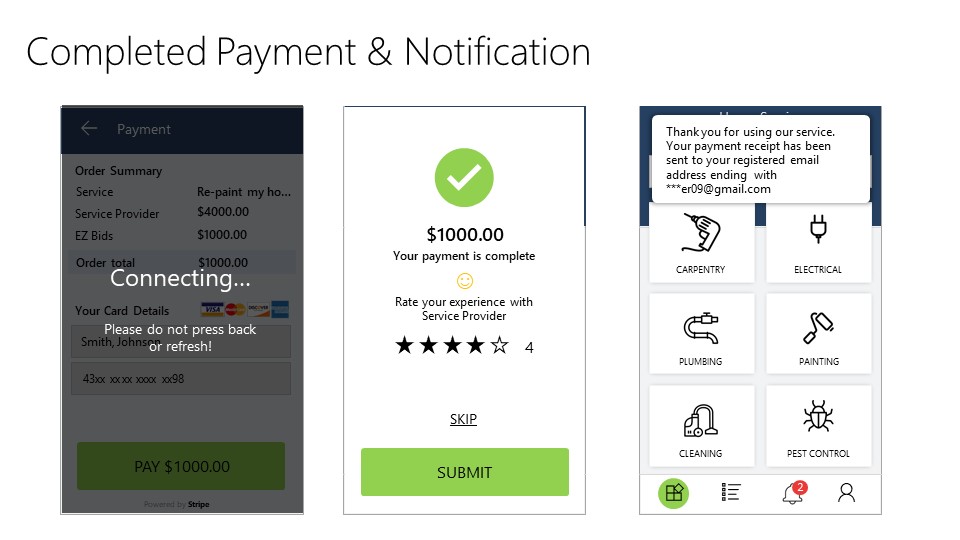 Completed Payment & Notification
Payment
Order Summary
Service Re-paint my ho...
Service Provider $4000.00
EZ Bids $1000.00
Order total $1000.00
Connecting...
Your Card Details VISA DISCOVER
Please do not press back
or refresh!
Smith, Johnson
43xx xxxx xxxx xx98
PAY $1000.00
Powered by Stripe
$1000.00
Your payment is complete
Rate your experience with
Service Provider
4
SKIP
SUBMIT
Thank you for using our service.
Your payment receipt has been
sent to your registered email
address ending with
***er09@gmail.com
CARPENTRY
ELECTRICAL
PLUMBING
PAINTING
CLEANING
PEST CONTROL
2